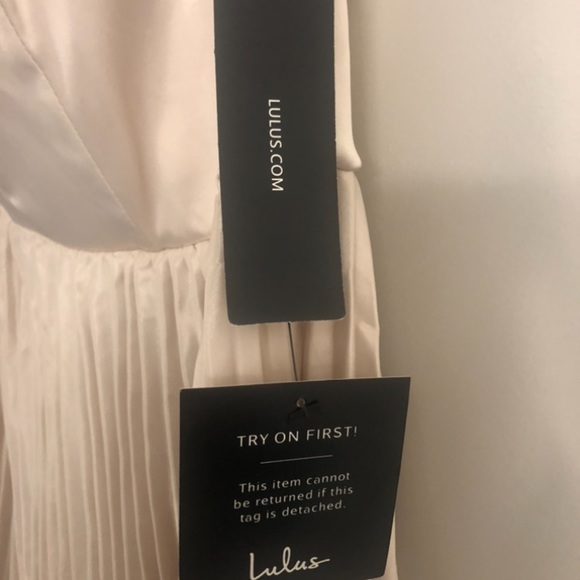 LULUS.COM
TRY ON FIRST!
This item cannot
be returned if this
tag is detached.
Lulus